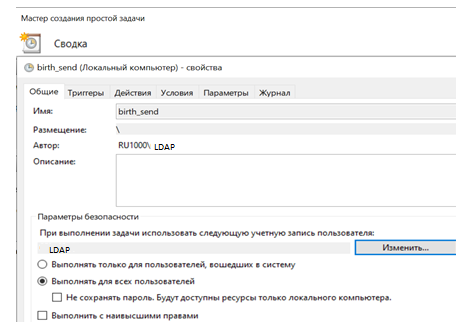 Мастер создания простой задачи
Сводка
birth_send (Локальный компьютер) - свойства
Общие Триггеры Действия Условия Параметры Журнал
Имя: birth_send
Размещение: \
Автор: RU1000\ LDAP
Описание:
Параметры безопасности
При выполнении задачи использовать следующую учетную запись пользователя:
LDAP Изменить...
Выполнять только для пользователей, вошедших в систему
Выполнять для всех пользователей
Не сохранять пароль. Будут доступны ресурсы только локального компьютера.
Выполнить с наивысшими правами